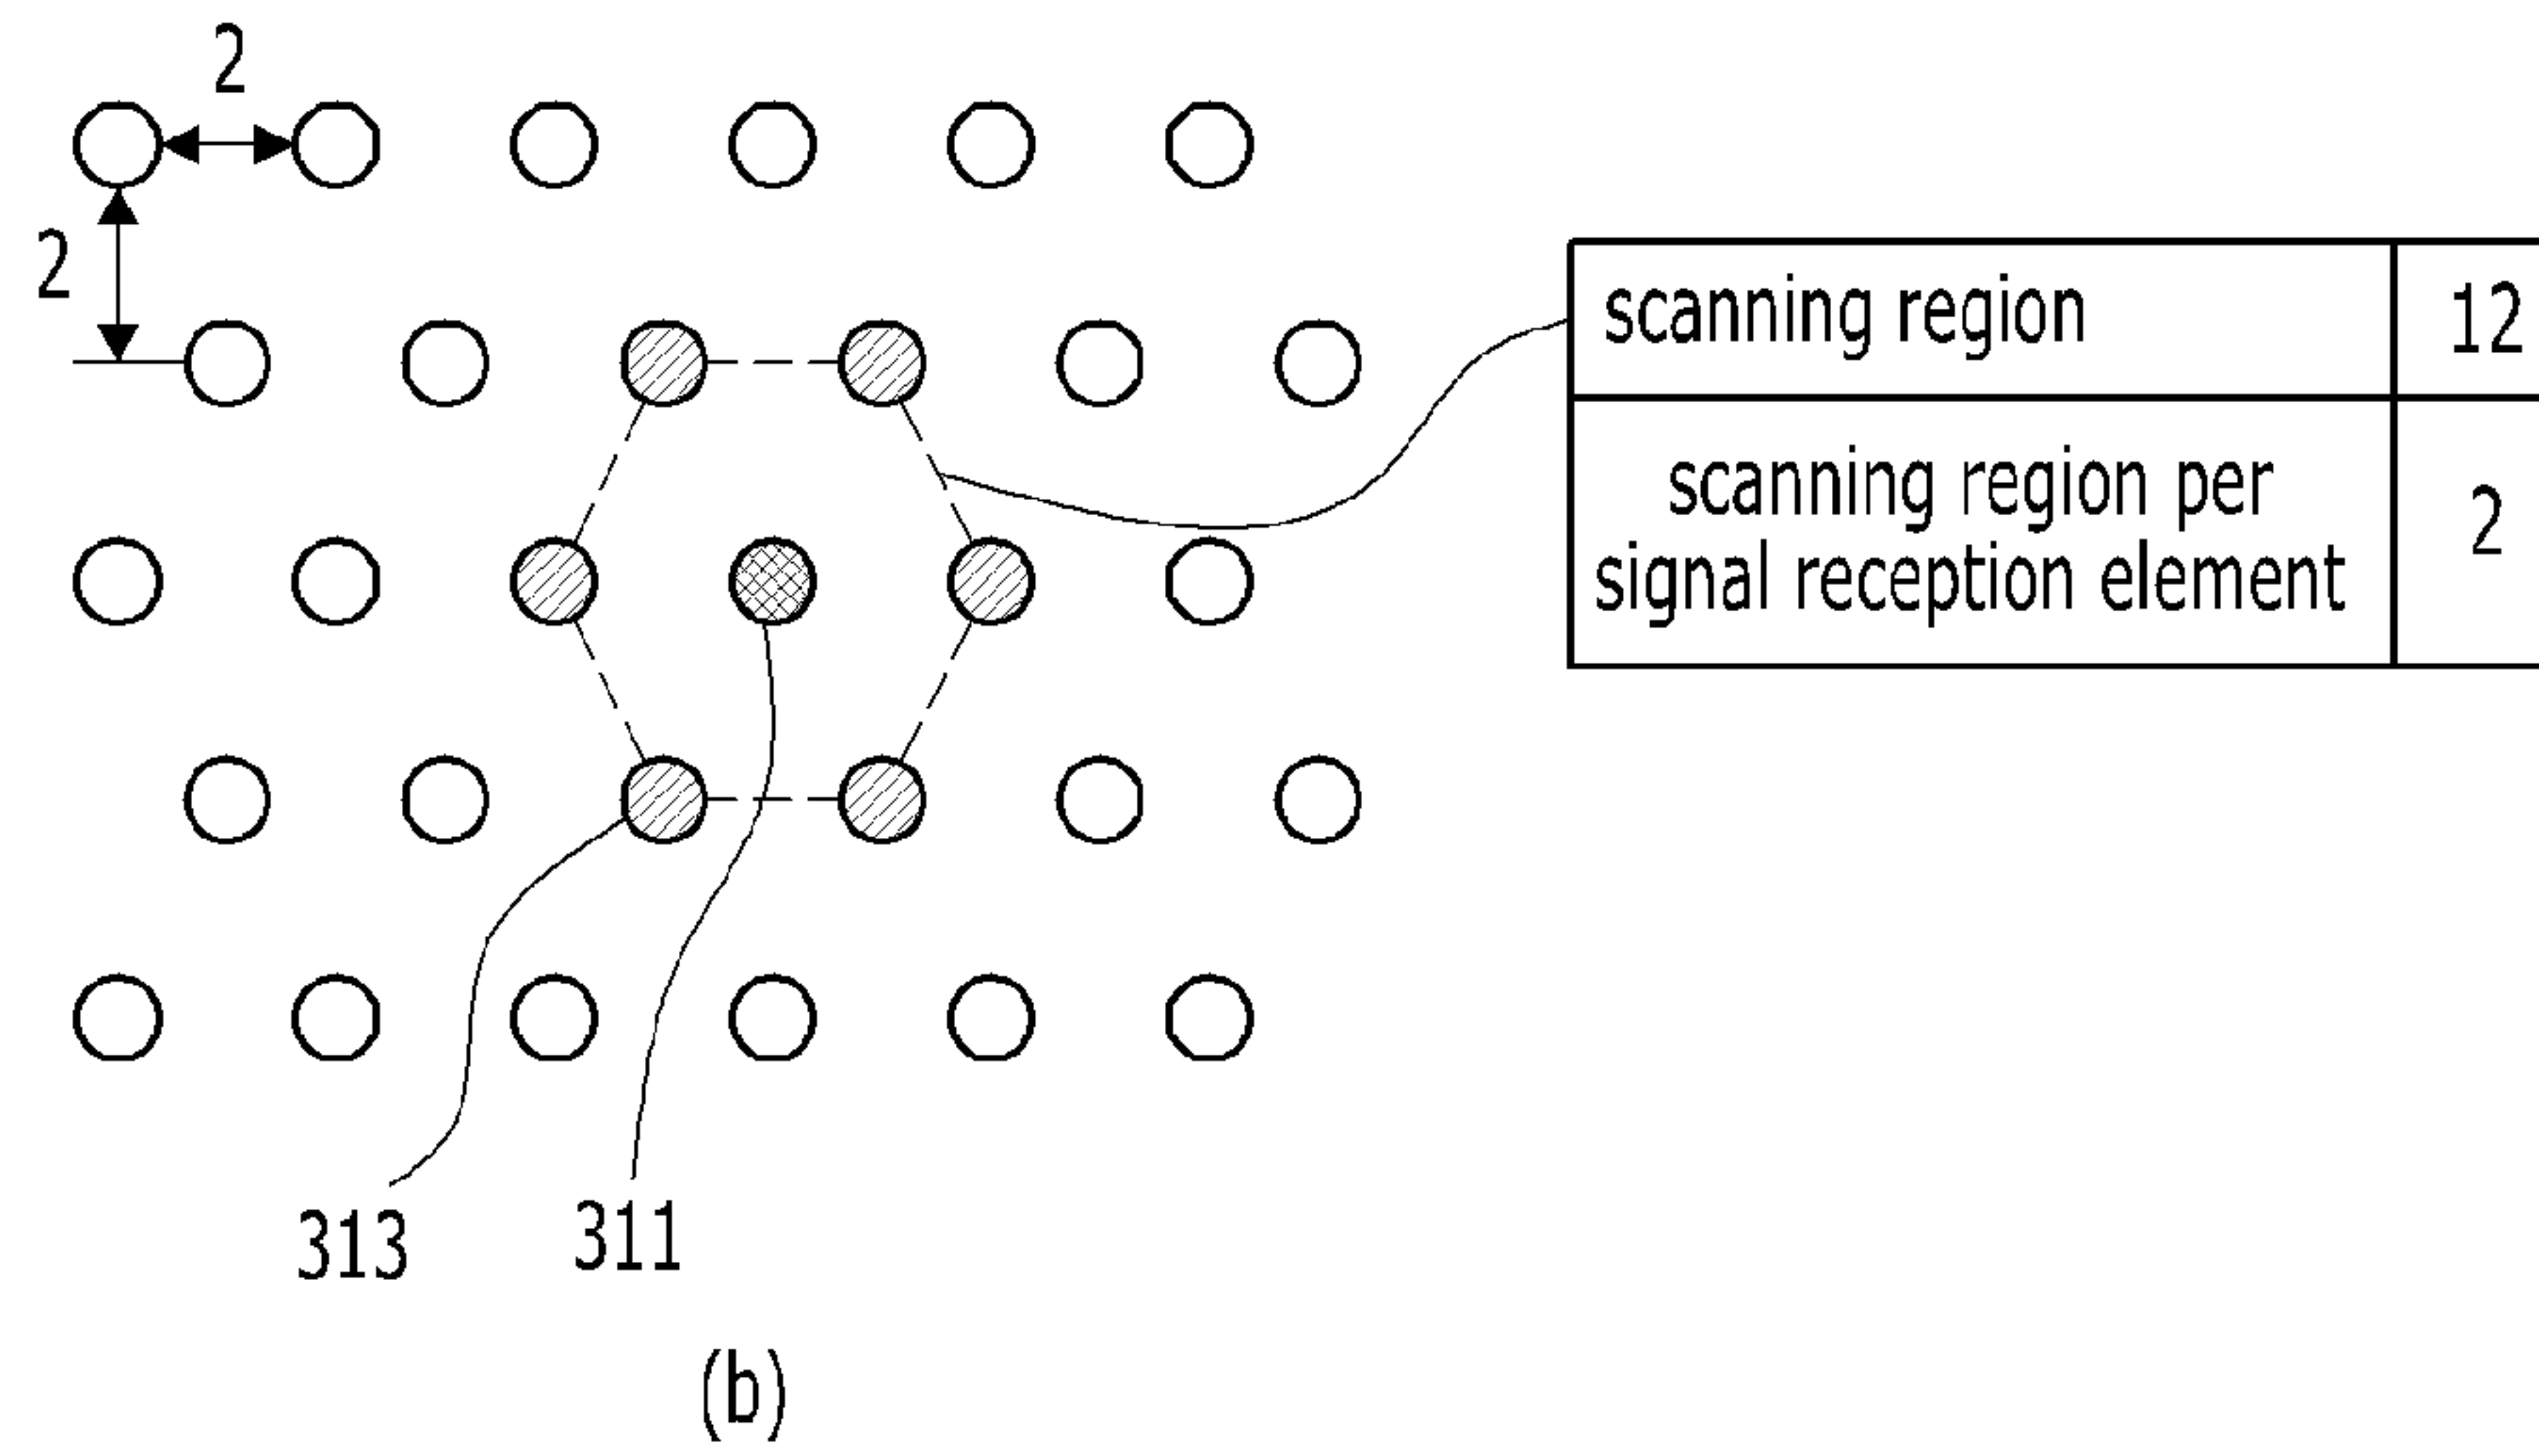 2
2
scanning region 12
scanning region per
signal reception element 2
313
311
(b)